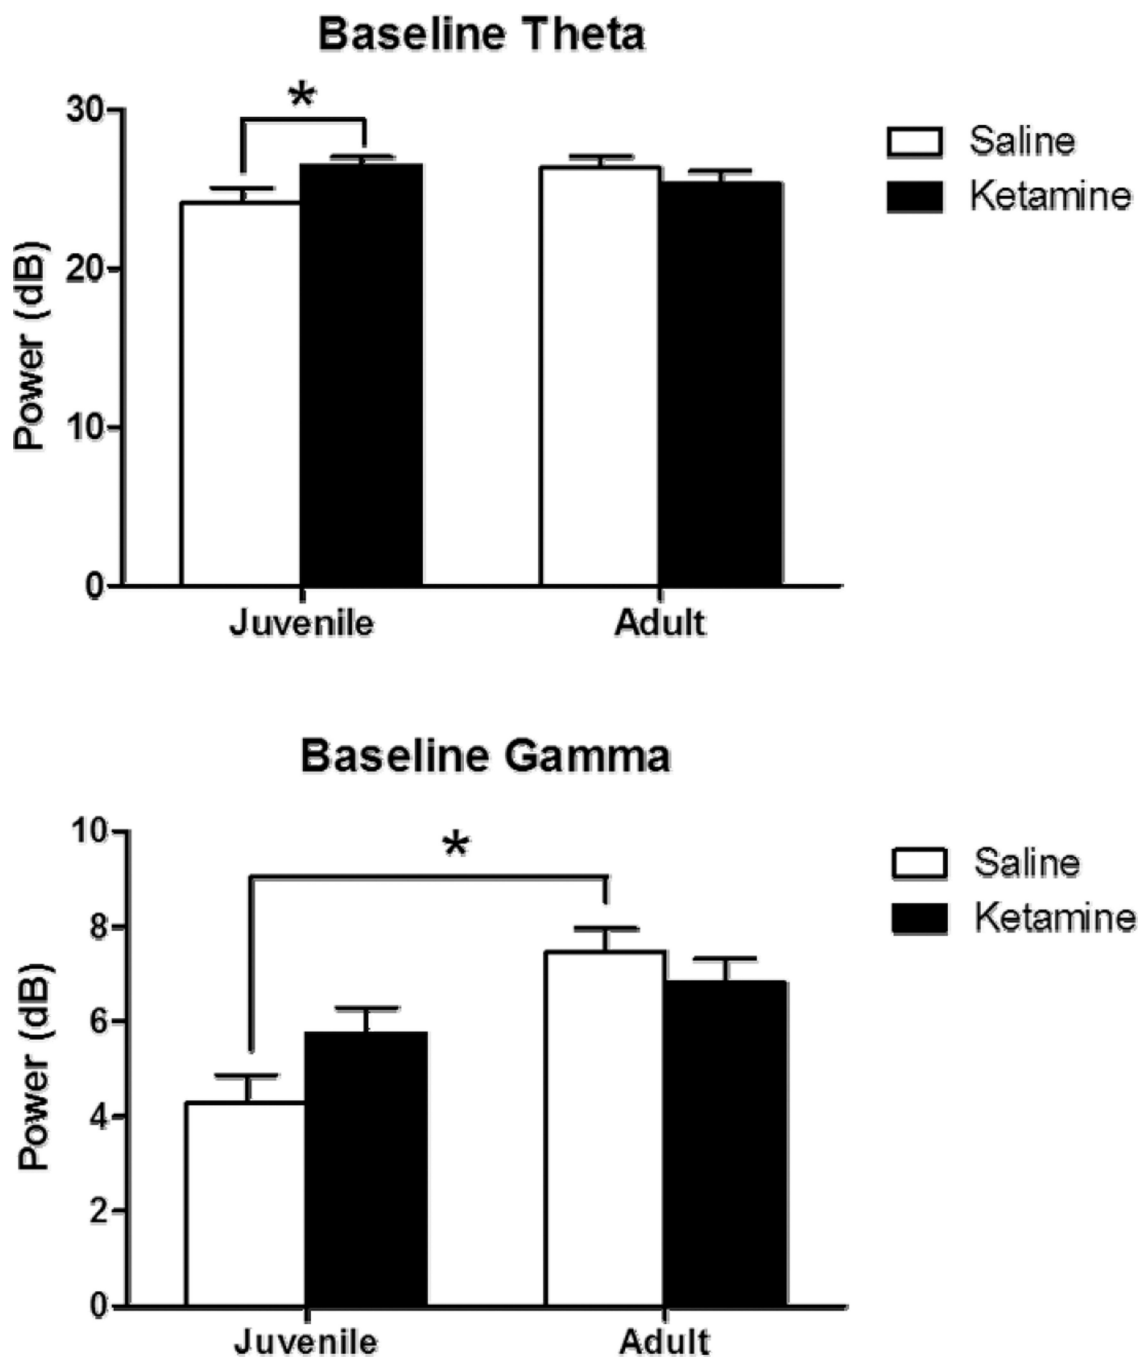 Baseline Theta
*
30
20
10
0
Power (dB)
Juvenile Adult
Saline
Ketamine
Baseline Gamma
*
10
8
6
4
2
0
Power (dB)
Juvenile Adult
Saline
Ketamine